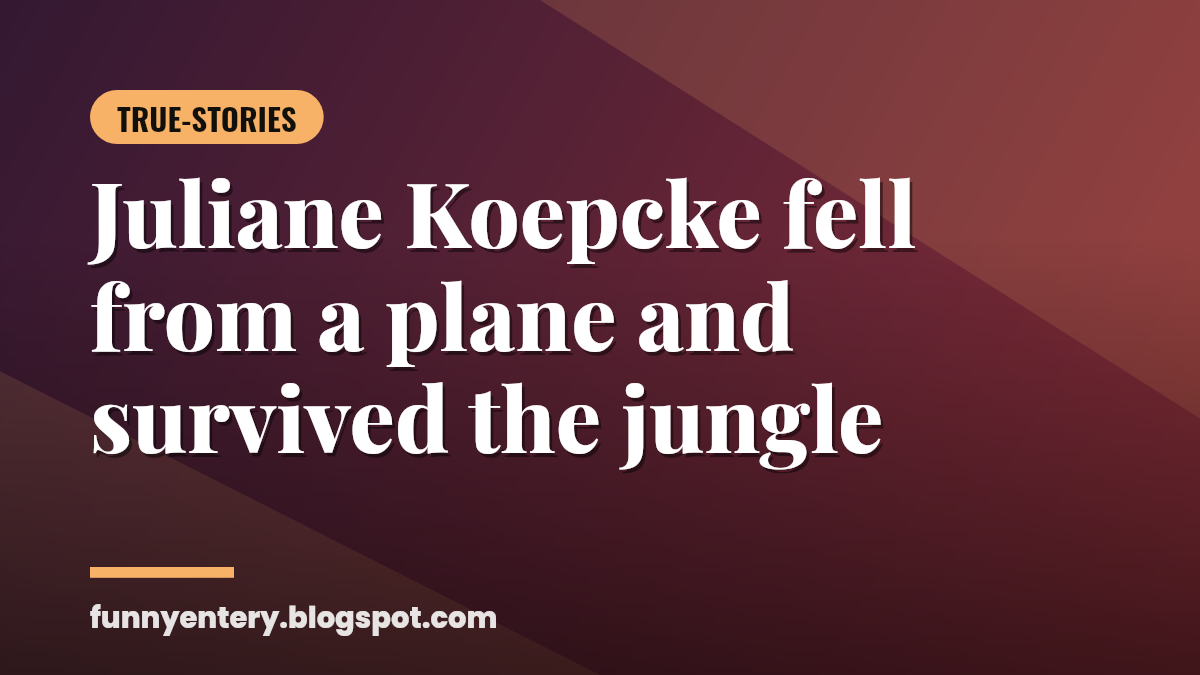 TRUE-STORIES
Juliane Koepcke fell
from a plane and
survived the jungle
funnyentery.blogspot.com